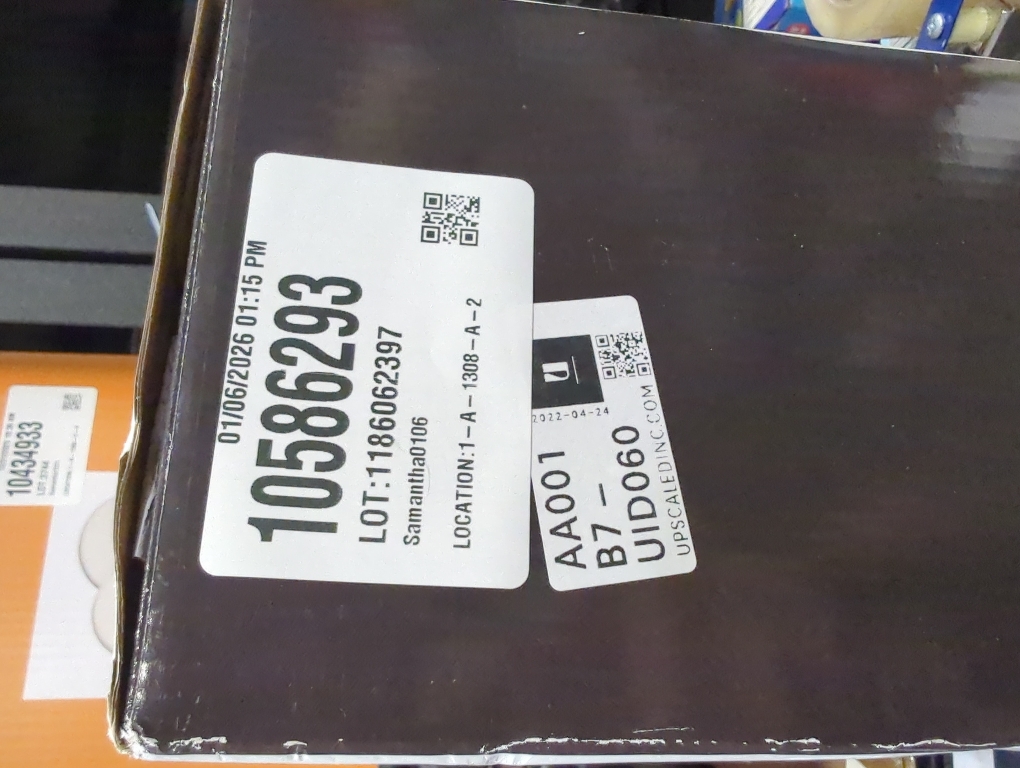 01/06/2026 01:15 PM
10586293
LOT:1186062397
Samantha0106
LOCATION:1-A-1308-A-2
2022-04-24
AA001
B7-
UID060
UPSCALEDINC.COM
10434933